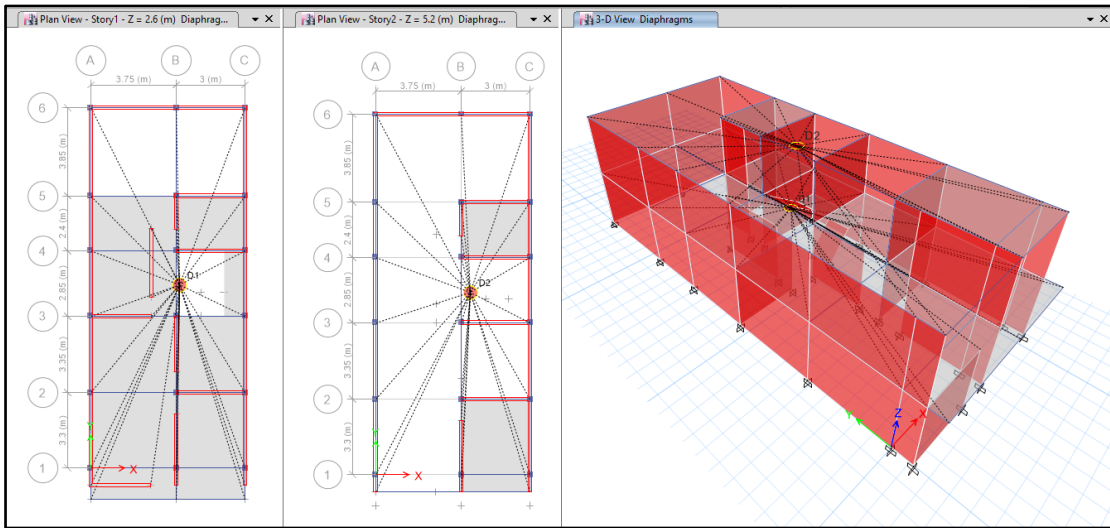 Plan View - Story1 - Z = 2.6 (m)  Diaphrag...
A
B
C
3.75 (m)
3 (m)
6
3.85 (m)
5
2.4 (m)
4
2.85 (m)
D1
3
3.35 (m)
2
3.3 (m)
Y
1
X
Plan View - Story2 - Z = 5.2 (m)  Diaphrag...
A
B
C
3.75 (m)
3 (m)
6
3.85 (m)
5
2.4 (m)
4
2.85 (m)
D2
3
3.35 (m)
2
3.3 (m)
1
X
3-D View  Diaphragms
D2
Z
X
Y